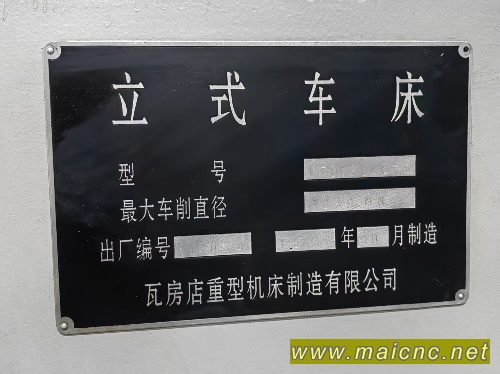 立式车床
型号
最大车削直径
出厂编号 年 月制造
瓦房店重型机床制造有限公司
www.maicnc.net